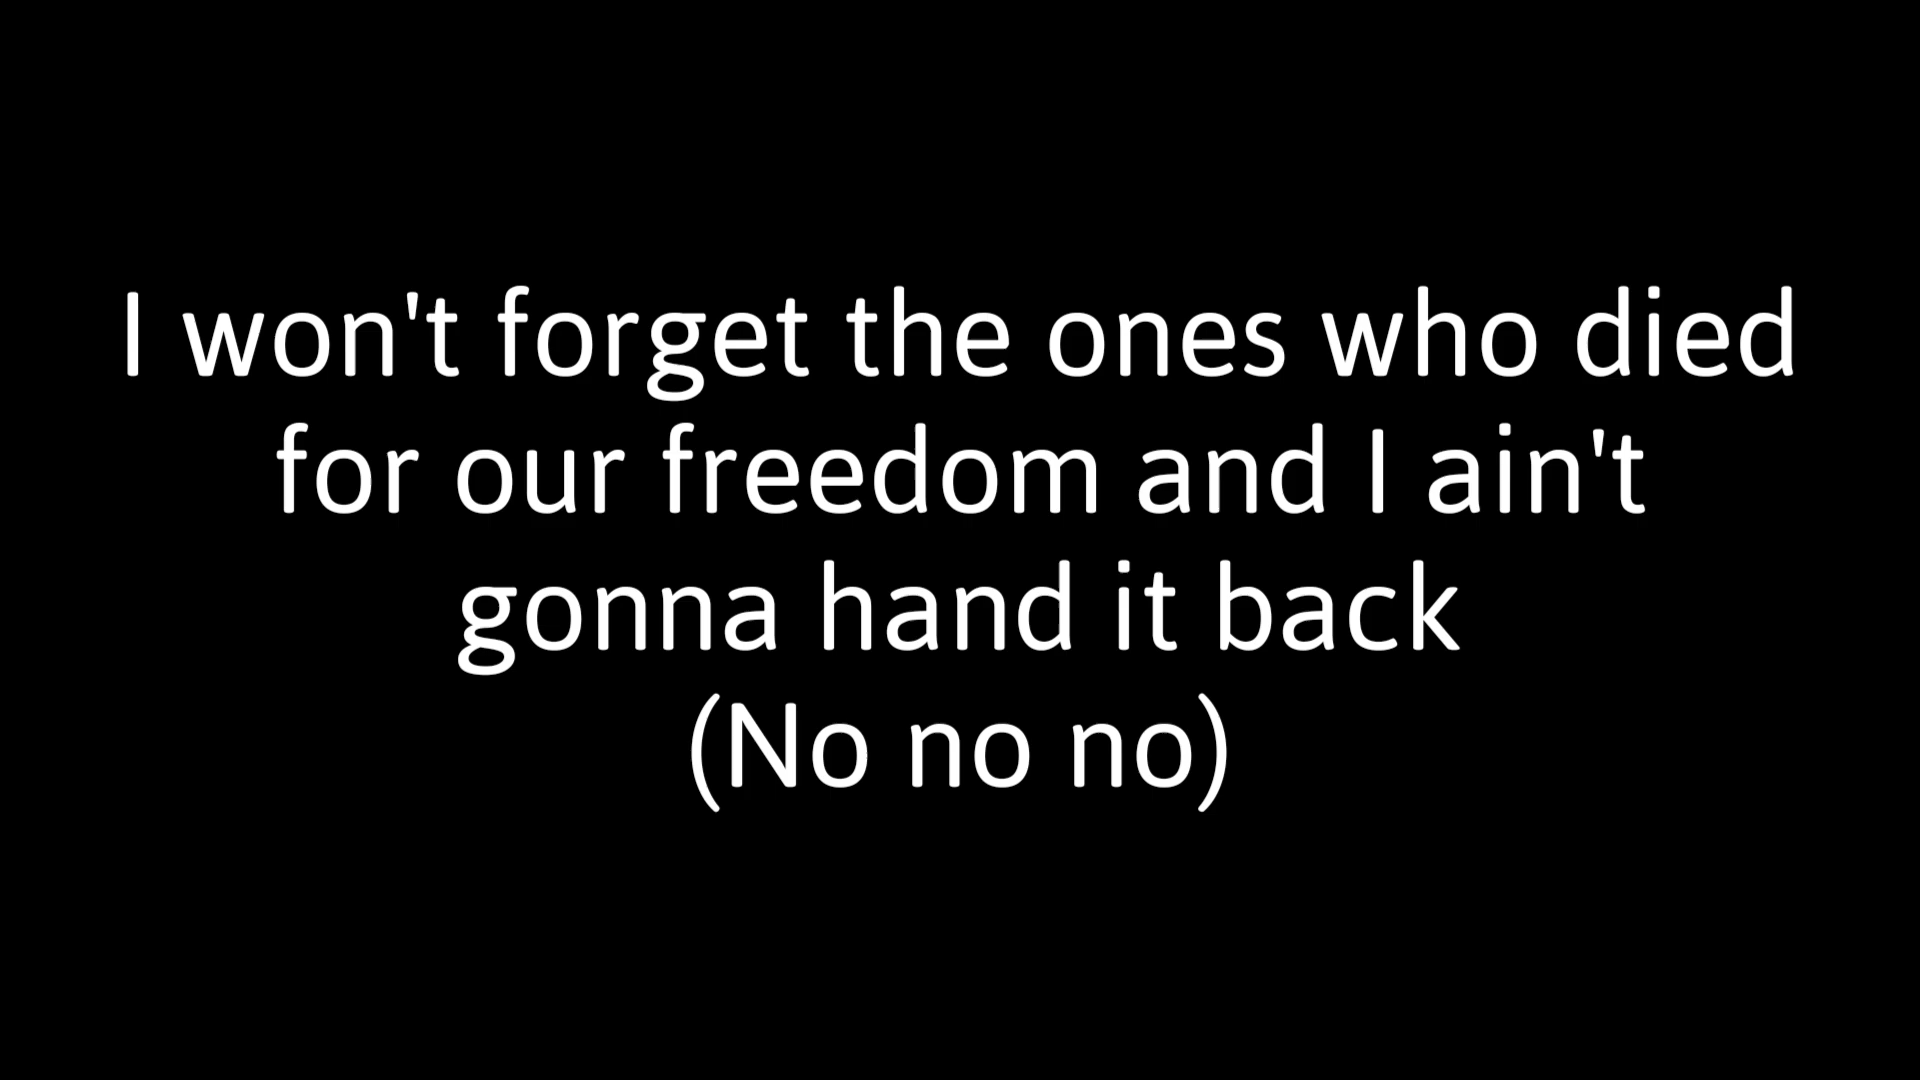 I won't forget the ones who died
for our freedom and I ain't
gonna hand it back
(No no no)